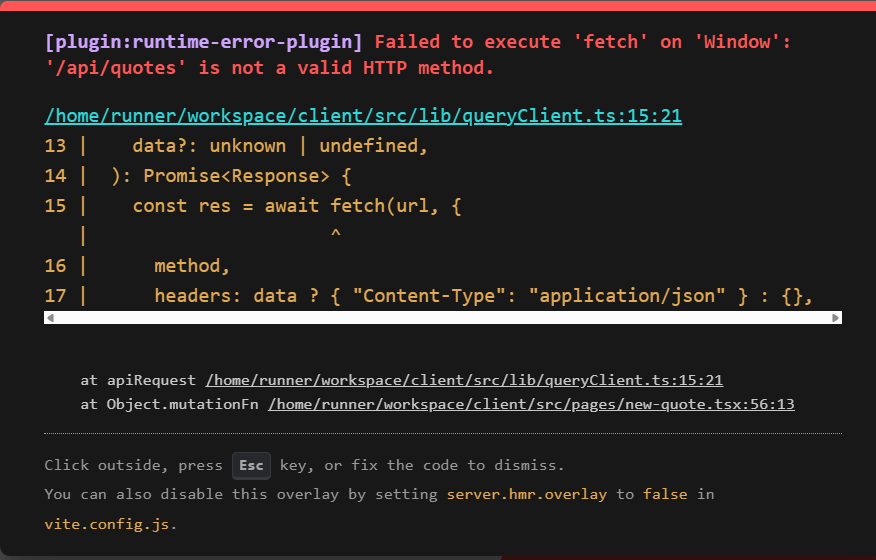 [plugin:runtime-error-plugin] Failed to execute 'fetch' on 'Window':
'/api/quotes' is not a valid HTTP method.
/home/runner/workspace/client/src/lib/queryClient.ts:15:21
13 |    data?: unknown | undefined,
14 |  ): Promise<Response> {
15 |    const res = await fetch(url, {
   |                      ^
16 |      method,
17 |      headers: data ? { "Content-Type": "application/json" } : {},
at apiRequest /home/runner/workspace/client/src/lib/queryClient.ts:15:21
at Object.mutationFn /home/runner/workspace/client/src/pages/new-quote.tsx:56:13
Click outside, press Esc key, or fix the code to dismiss.
You can also disable this overlay by setting server.hmr.overlay to false in
vite.config.js.